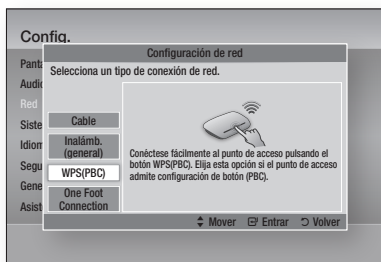 Config.
Configuración de red
Selecciona un tipo de conexión de red.
Red
Cable
Inalámb.
(general)
WPS(PBC)
One Foot
Connection
Conéctese fácilmente al punto de acceso pulsando el
botón WPS(PBC). Elija esta opción si el punto de acceso
admite configuración de botón (PBC).
Mover Entrar Volver